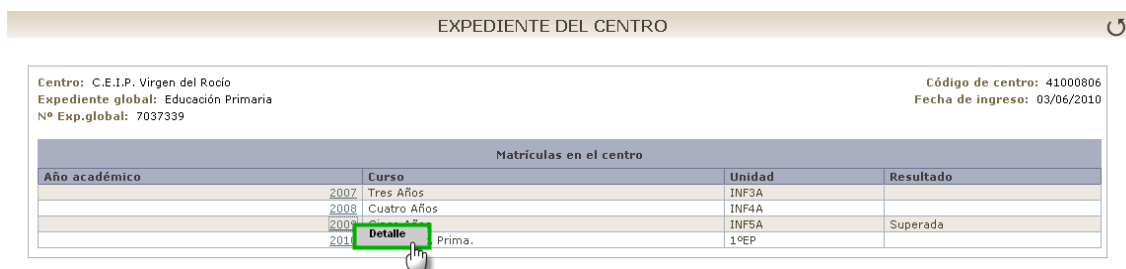 EXPEDIENTE DEL CENTRO
Centro: C.E.I.P. Virgen del Rocío Código de centro: 41000806
Expediente global: Educación Primaria Fecha de ingreso: 03/06/2010
Nº Exp.global: 7037339
Matrículas en el centro
Año académico Curso Unidad Resultado
2007 Tres Años INF3A
2008 Cuatro Años INF4A
2009 INF5A Superada
Detalle
Prima. 1ºEP